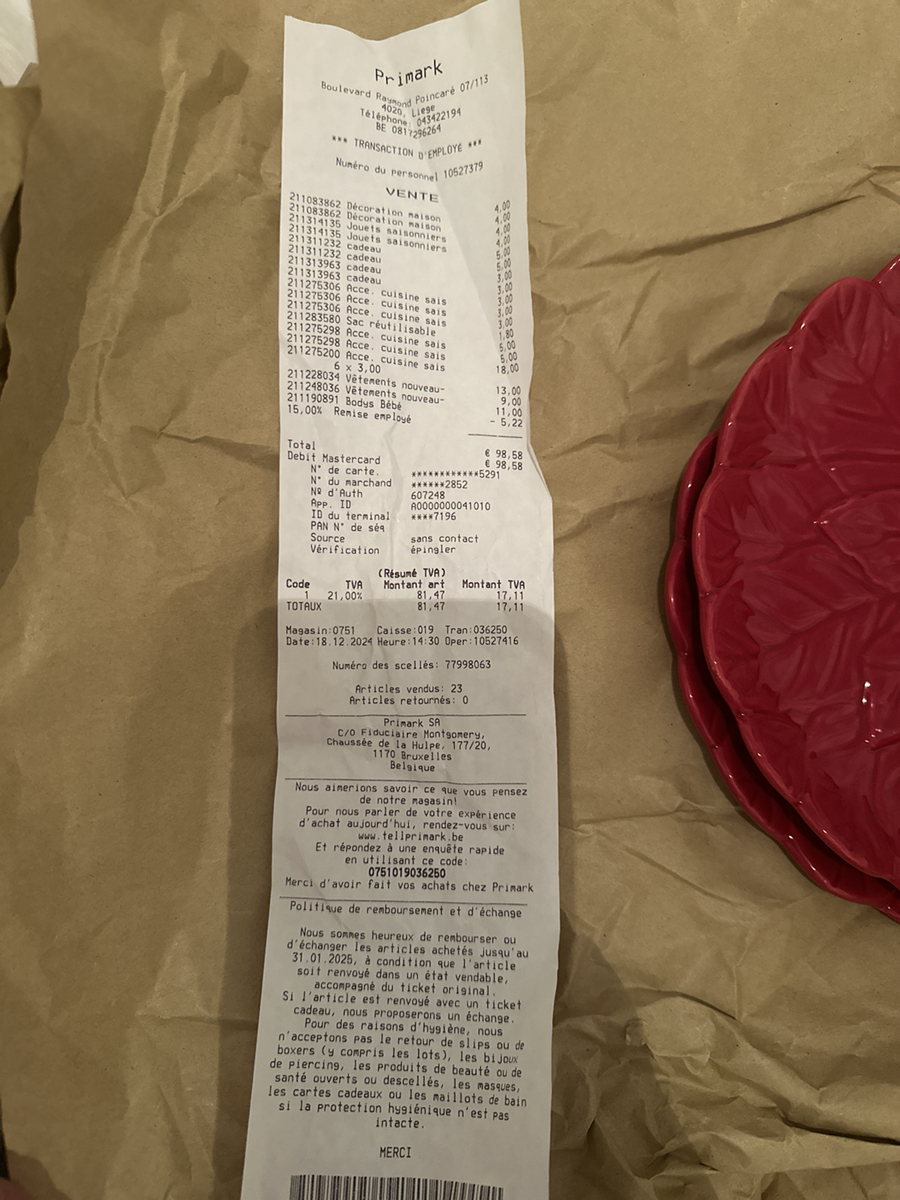 Primark
Boulevard Raymond Poincaré 07/113
4020, Liege
Téléphone: 043422194
BE 0817296264
*** TRANSACTION D'EMPLOYÉ ***
Numéro du personnel 10527379
VENTE
211083862 Décoration maison 4,00
211083862 Décoration maison 4,00
211314135 Jouets saisonniers 4,00
211314135 Jouets saisonniers 4,00
211311232 cadeau 5,00
211311232 cadeau 5,00
211313963 cadeau 3,00
211313963 cadeau 3,00
211275306 Acce. cuisine sais 3,00
211275306 Acce. cuisine sais 3,00
211275306 Acce. cuisine sais 3,00
211283580 Sac réutilisable 1,80
211275298 Acce. cuisine sais 5,00
211275298 Acce. cuisine sais 5,00
211275200 Acce. cuisine sais 18,00
6 x 3,00
211228034 Vêtements nouveau- 13,00
211248036 Vêtements nouveau- 9,00
211190891 Bodys Bébé 11,00
15,00% Remise employé - 5,22
Total € 98,58
Debit Mastercard € 98,58
N° de carte. ************5291
N° du marchand ******2852
Nº d'Auth 607248
App. ID A0000000041010
ID du terminal ****7196
PAN N° de séq
Source sans contact
Vérification épingler
(Résumé TVA)
Code TVA Montant art Montant TVA
1 21,00% 81,47 17,11
TOTAUX 81,47 17,11
Magasin:0751 Caisse:019 Tran:036250
Date:18.12.2024 Heure:14:30 Oper:10527416
Numéro des scellés: 77998063
Articles vendus: 23
Articles retournés: 0
Primark SA
C/O Fiduciaire Montgomery,
Chaussée de la Hulpe, 177/20,
1170 Bruxelles
Belgique
Nous aimerions savoir ce que vous pensez
de notre magasin!
Pour nous parler de votre expérience
d'achat aujourd'hui, rendez-vous sur:
www.tellprimark.be
Et répondez à une enquête rapide
en utilisant ce code:
0751019036250
Merci d'avoir fait vos achats chez Primark
Politique de remboursement et d'échange
Nous sommes heureux de rembourser ou
d'échanger les articles achetés jusqu'au
31.01.2025, à condition que l'article
soit renvoyé dans un état vendable,
accompagné du ticket original.
Si l'article est renvoyé avec un ticket
cadeau, nous proposerons un échange.
Pour des raisons d'hygiène, nous
n'acceptons pas le retour de slips ou de
boxers (y compris les lots), les bijoux
de piercing, les produits de beauté ou de
santé ouverts ou descellés, les masques,
les cartes cadeaux ou les maillots de bain
si la protection hygiénique n'est pas
intacte.
MERCI